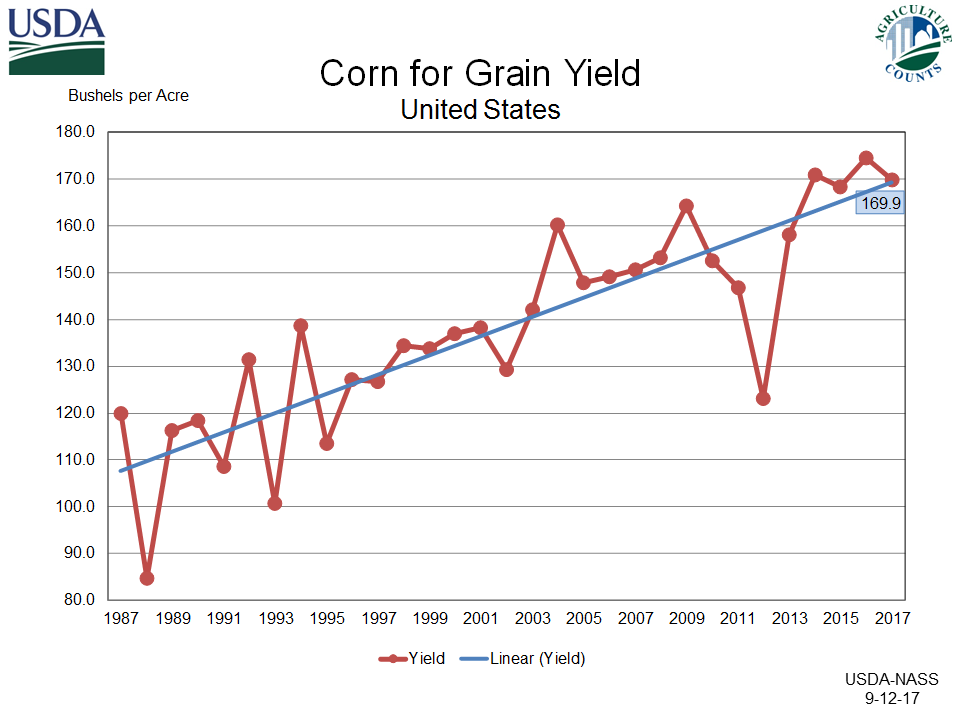 USDA
AGRICULTURE
COUNTS
Corn for Grain Yield
United States
Bushels per Acre
180.0
170.0
160.0
150.0
140.0
130.0
120.0
110.0
100.0
90.0
80.0
169.9
1987 1989 1991 1993 1995 1997 1999 2001 2003 2005 2007 2009 2011 2013 2015 2017
Yield Linear (Yield)
USDA-NASS
9-12-17